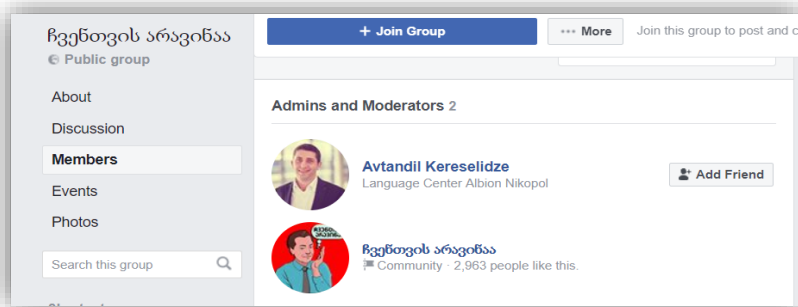 ჩვენთვის არავინაა
Public group
About
Discussion
Members
Events
Photos
Search this group
+ Join Group
More
Join this group to post and c
Admins and Moderators 2
Avtandil Kereselidze
Language Center Albion Nikopol
Add Friend
ჩვენთვის არავინაა
Community · 2,963 people like this.